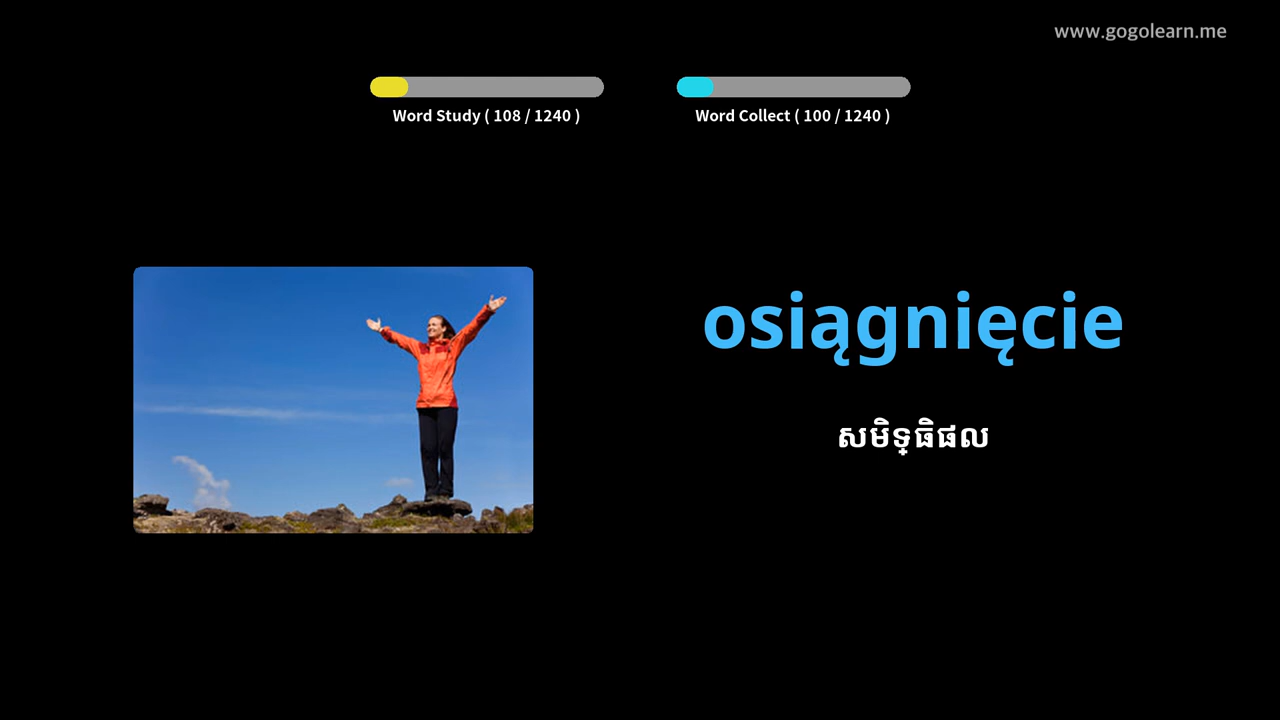 www.gogolearn.me
Word Study ( 108 / 1240 )
Word Collect ( 100 / 1240 )
osiągnięcie
សមិទ្ធិផល